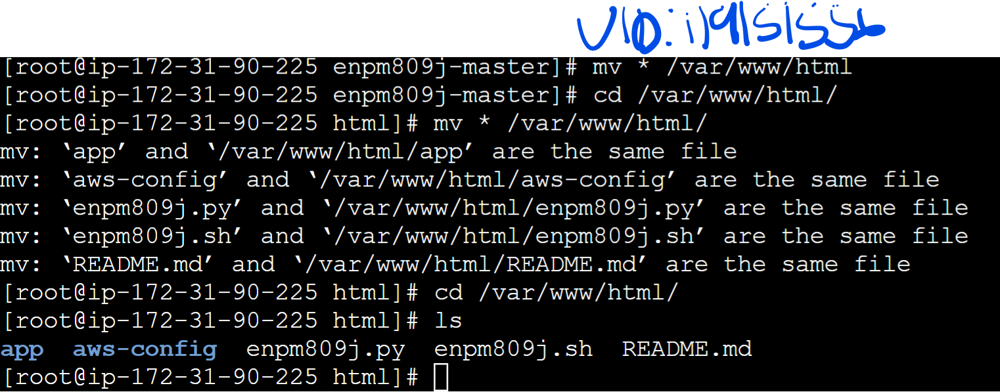 [root@ip-172-31-90-225 enpm809j-master]# mv * /var/www/html
[root@ip-172-31-90-225 enpm809j-master]# cd /var/www/html/
[root@ip-172-31-90-225 html]# mv * /var/www/html/
mv: ‘app’ and ‘/var/www/html/app’ are the same file
mv: ‘aws-config’ and ‘/var/www/html/aws-config’ are the same file
mv: ‘enpm809j.py’ and ‘/var/www/html/enpm809j.py’ are the same file
mv: ‘enpm809j.sh’ and ‘/var/www/html/enpm809j.sh’ are the same file
mv: ‘README.md’ and ‘/var/www/html/README.md’ are the same file
[root@ip-172-31-90-225 html]# cd /var/www/html/
[root@ip-172-31-90-225 html]# ls
app aws-config enpm809j.py enpm809j.sh README.md
[root@ip-172-31-90-225 html]#